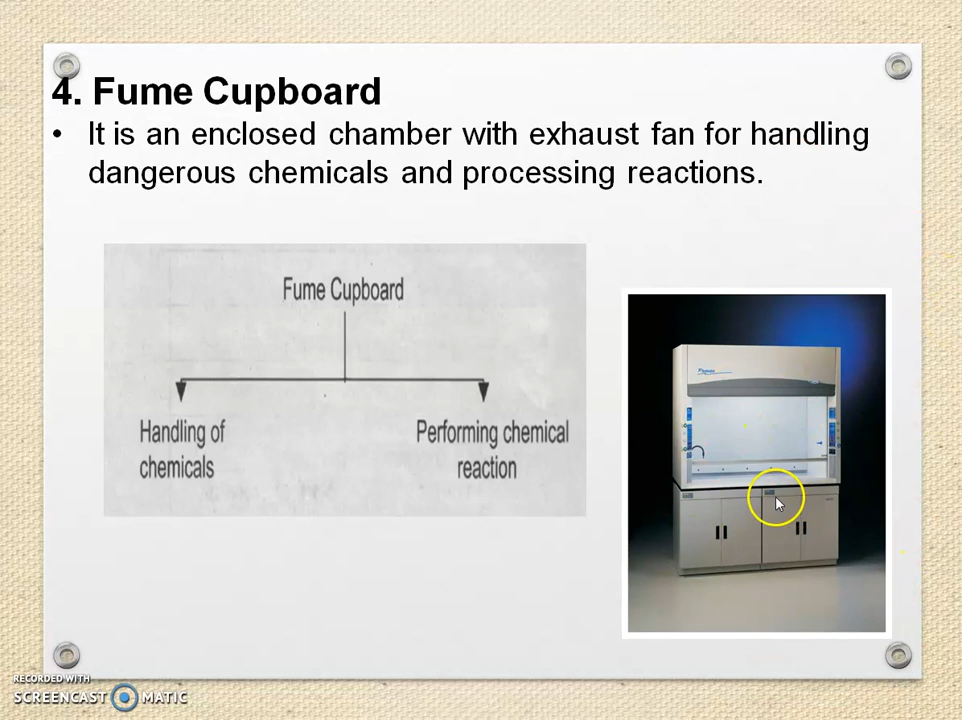 4. Fume Cupboard
• It is an enclosed chamber with exhaust fan for handling
dangerous chemicals and processing reactions.
Fume Cupboard
Handling of
chemicals
Performing chemical
reaction
RECORDED WITH
SCREENCAST MATIC